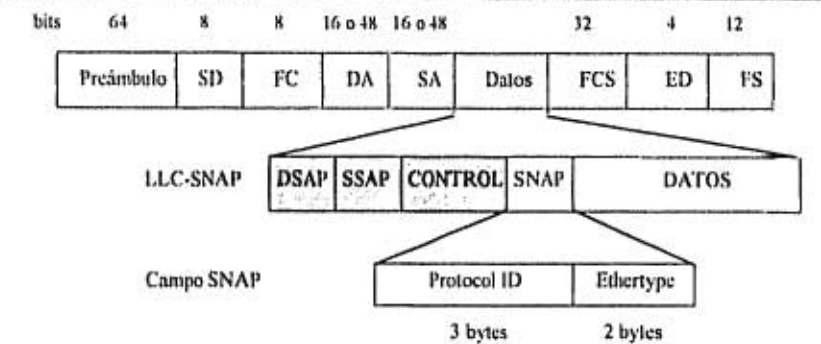 bits 64 8 8 16 o 48 16 o 48 32 4 12
Preámbulo SD FC DA SA Datos FCS ED FS
LLC-SNAP DSAP SSAP CONTROL SNAP DATOS
Campo SNAP Protocol ID Ethertype
3 bytes 2 bytes